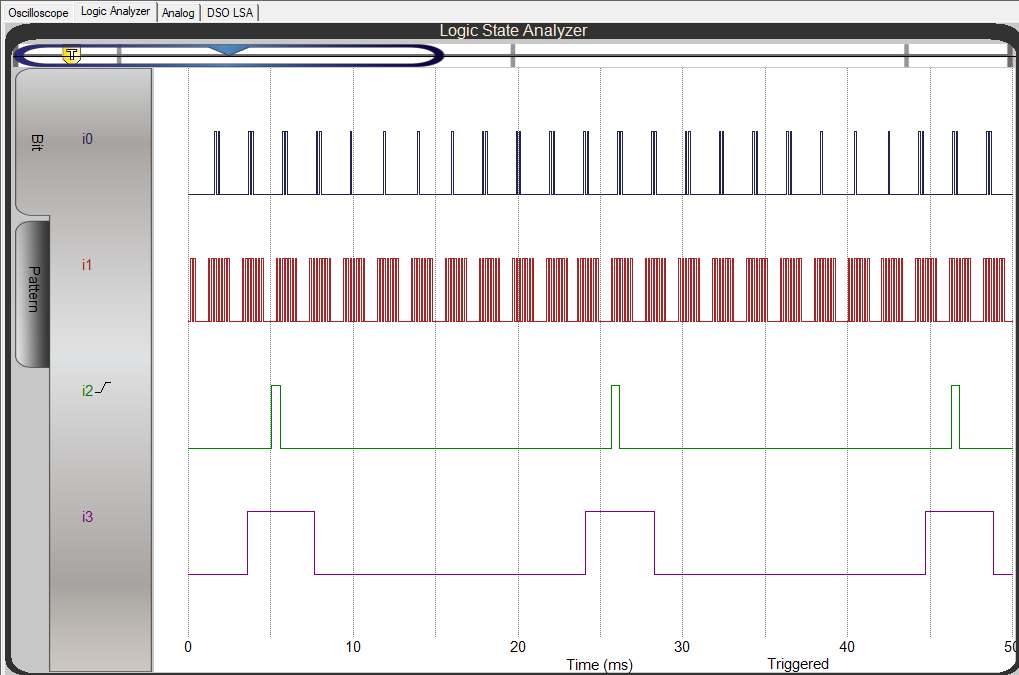 Oscilloscope Logic Analyzer Analog DSO LSA
Logic State Analyzer
T
Bit
i0
i1
Pattern
i2
i3
0 10 20 30 40 50
Time (ms) Triggered